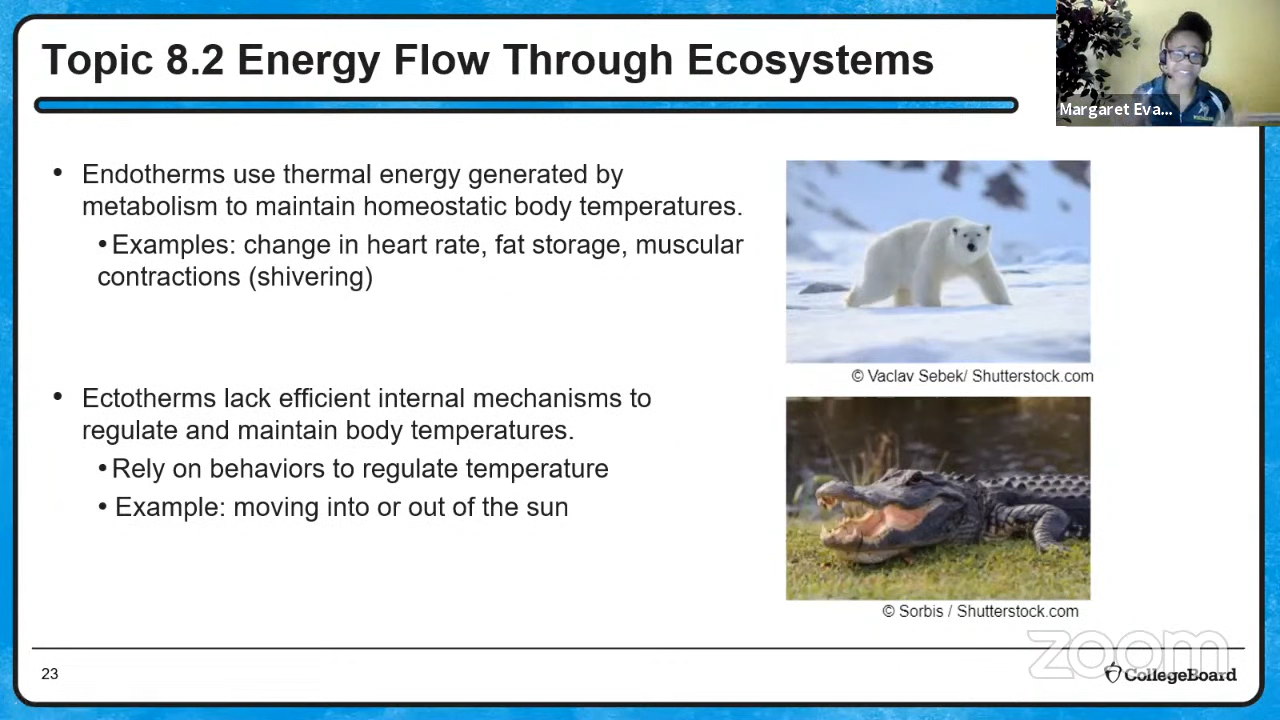 Topic 8.2 Energy Flow Through Ecosystems
Margaret Eva...
• Endotherms use thermal energy generated by
metabolism to maintain homeostatic body temperatures.
• Examples: change in heart rate, fat storage, muscular
contractions (shivering)
© Vaclav Sebek/ Shutterstock.com
• Ectotherms lack efficient internal mechanisms to
regulate and maintain body temperatures.
• Rely on behaviors to regulate temperature
• Example: moving into or out of the sun
© Sorbis / Shutterstock.com
zoom
23
CollegeBoard